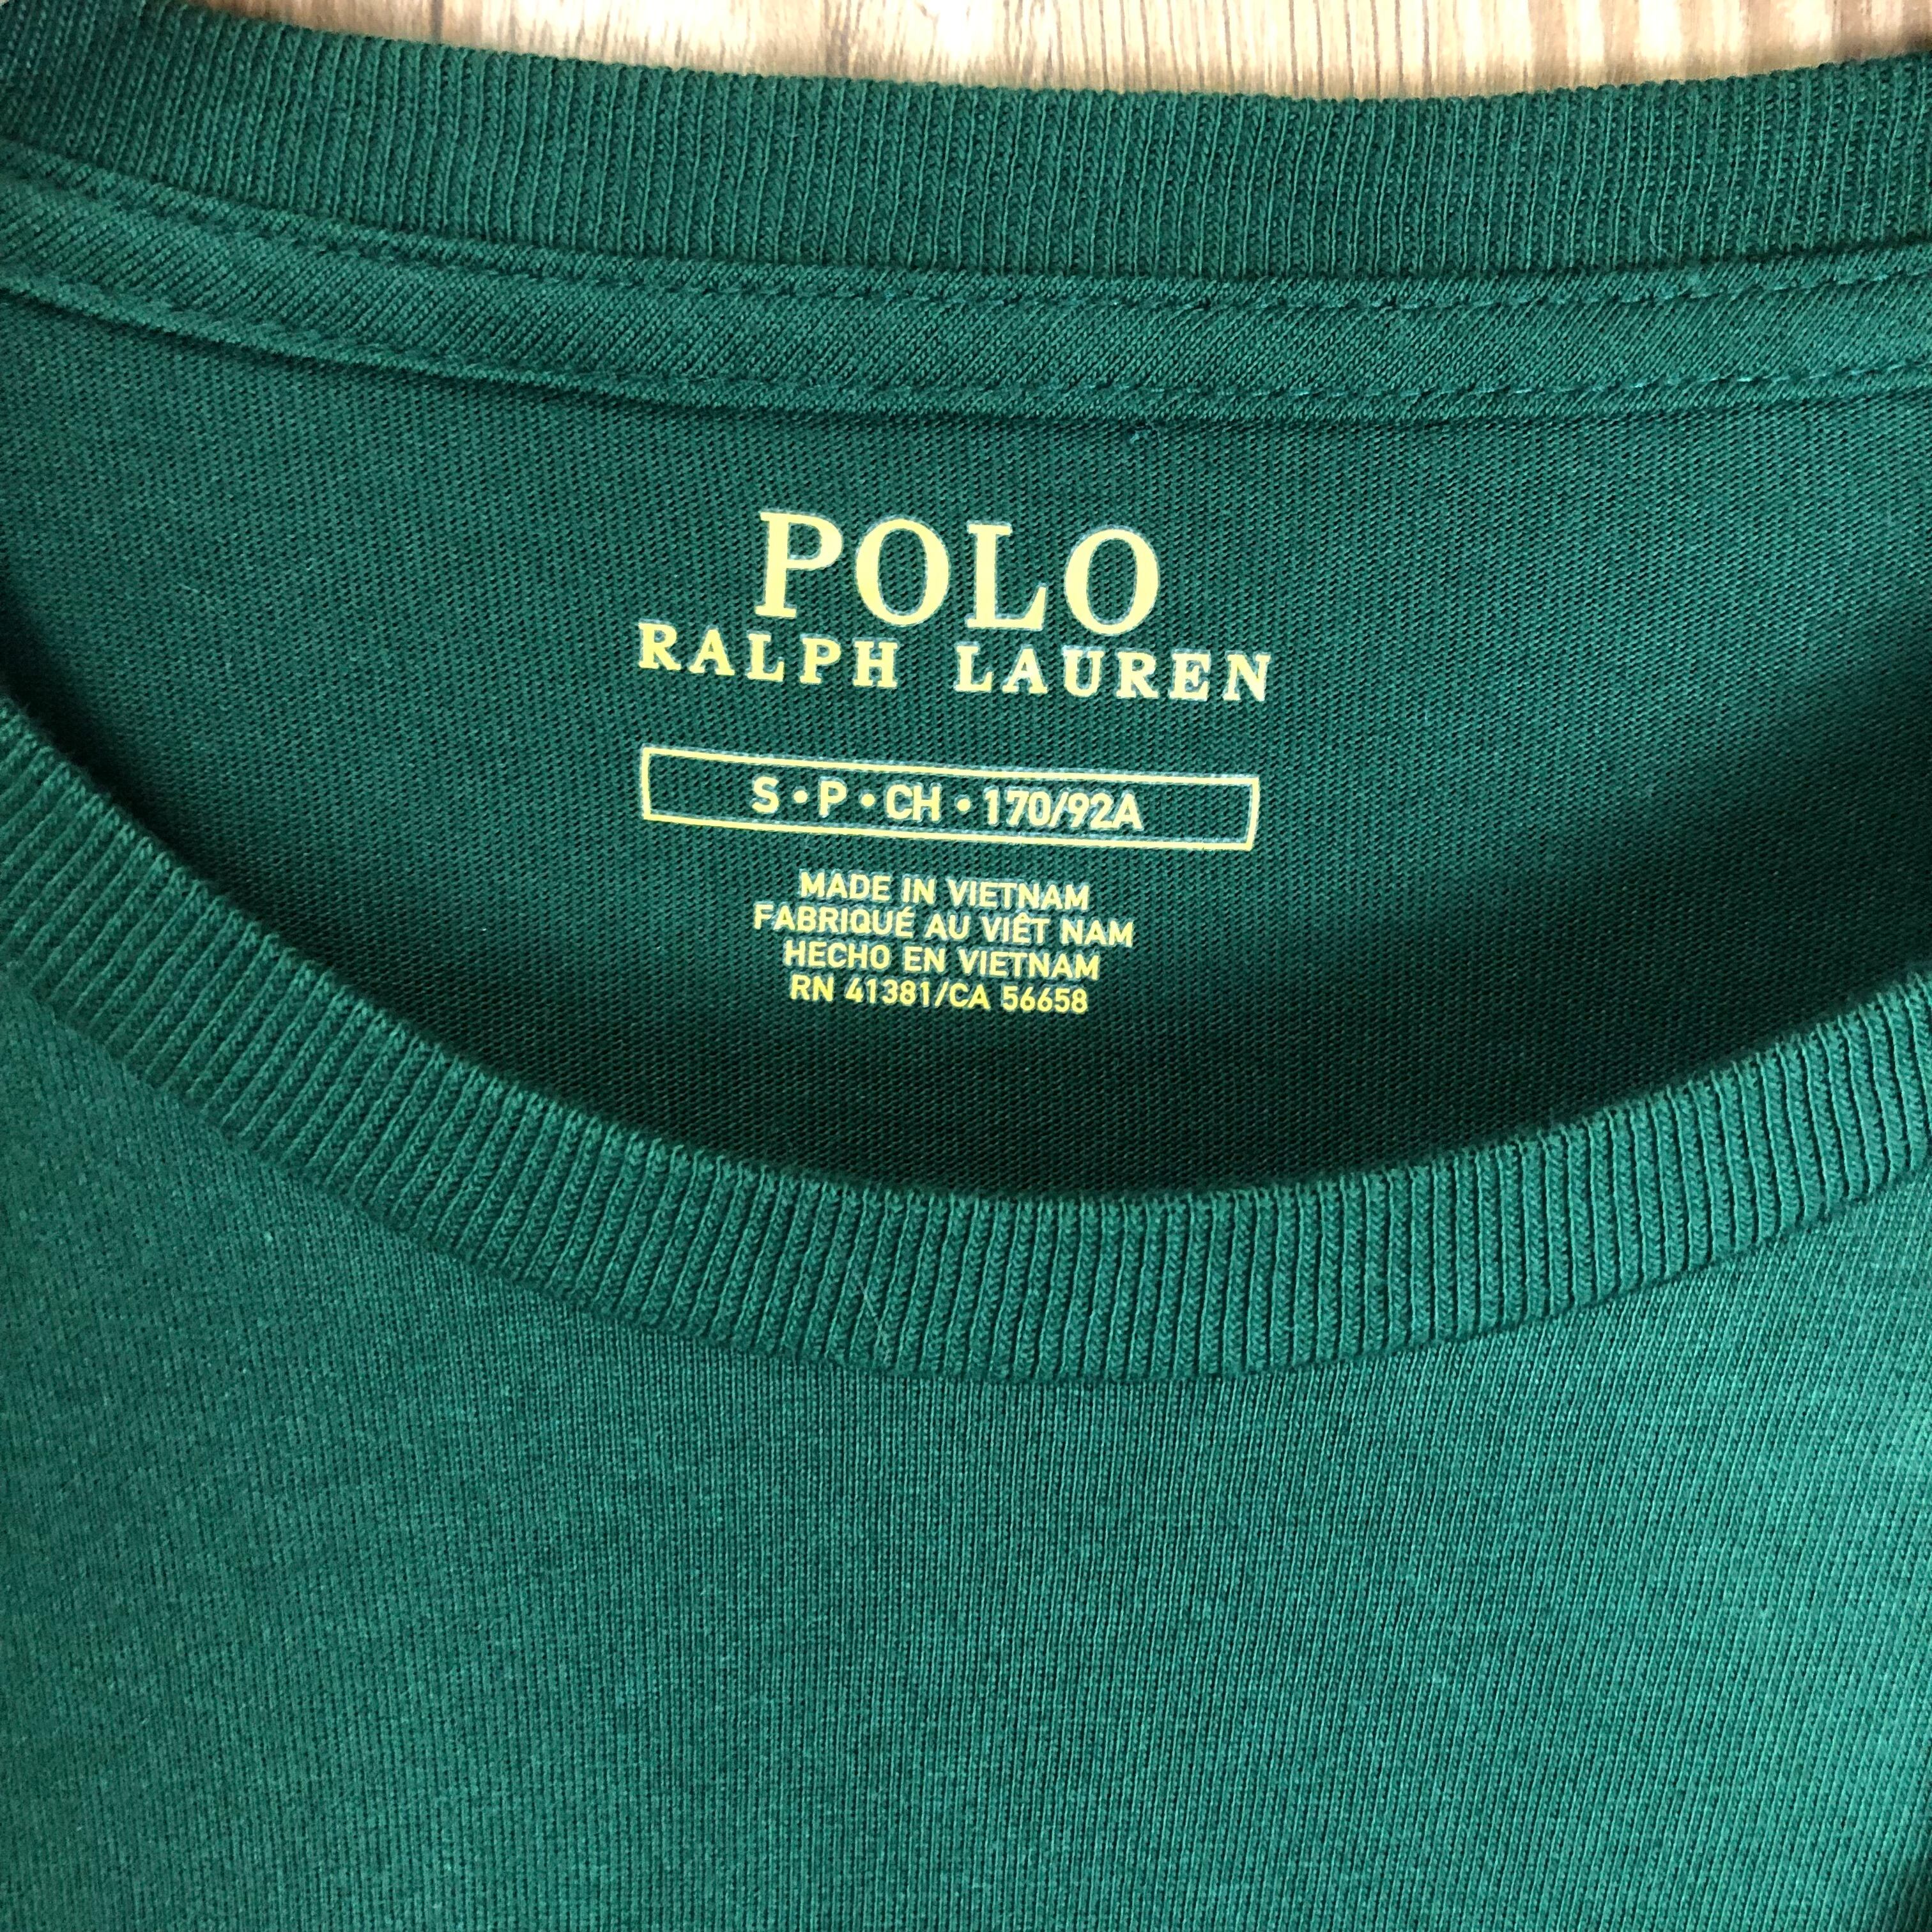 POLO
RALPH LAUREN
S • P • CH • 170/92A
MADE IN VIETNAM
FABRIQUÉ AU VIÊT NAM
HECHO EN VIETNAM
RN 41381/CA 56658